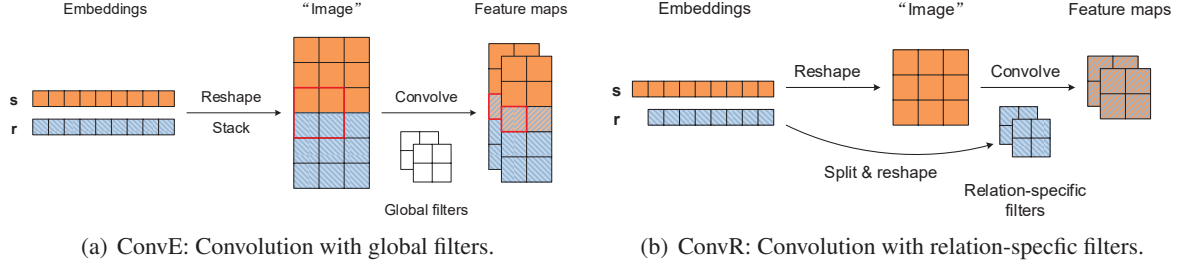 Embeddings
“Image”
Feature maps
s
r
Reshape
Stack
Convolve
Global filters
(a) ConvE: Convolution with global filters.
Embeddings
“Image”
Feature maps
s
r
Reshape
Convolve
Split & reshape
Relation-specific
filters
(b) ConvR: Convolution with relation-specfic filters.